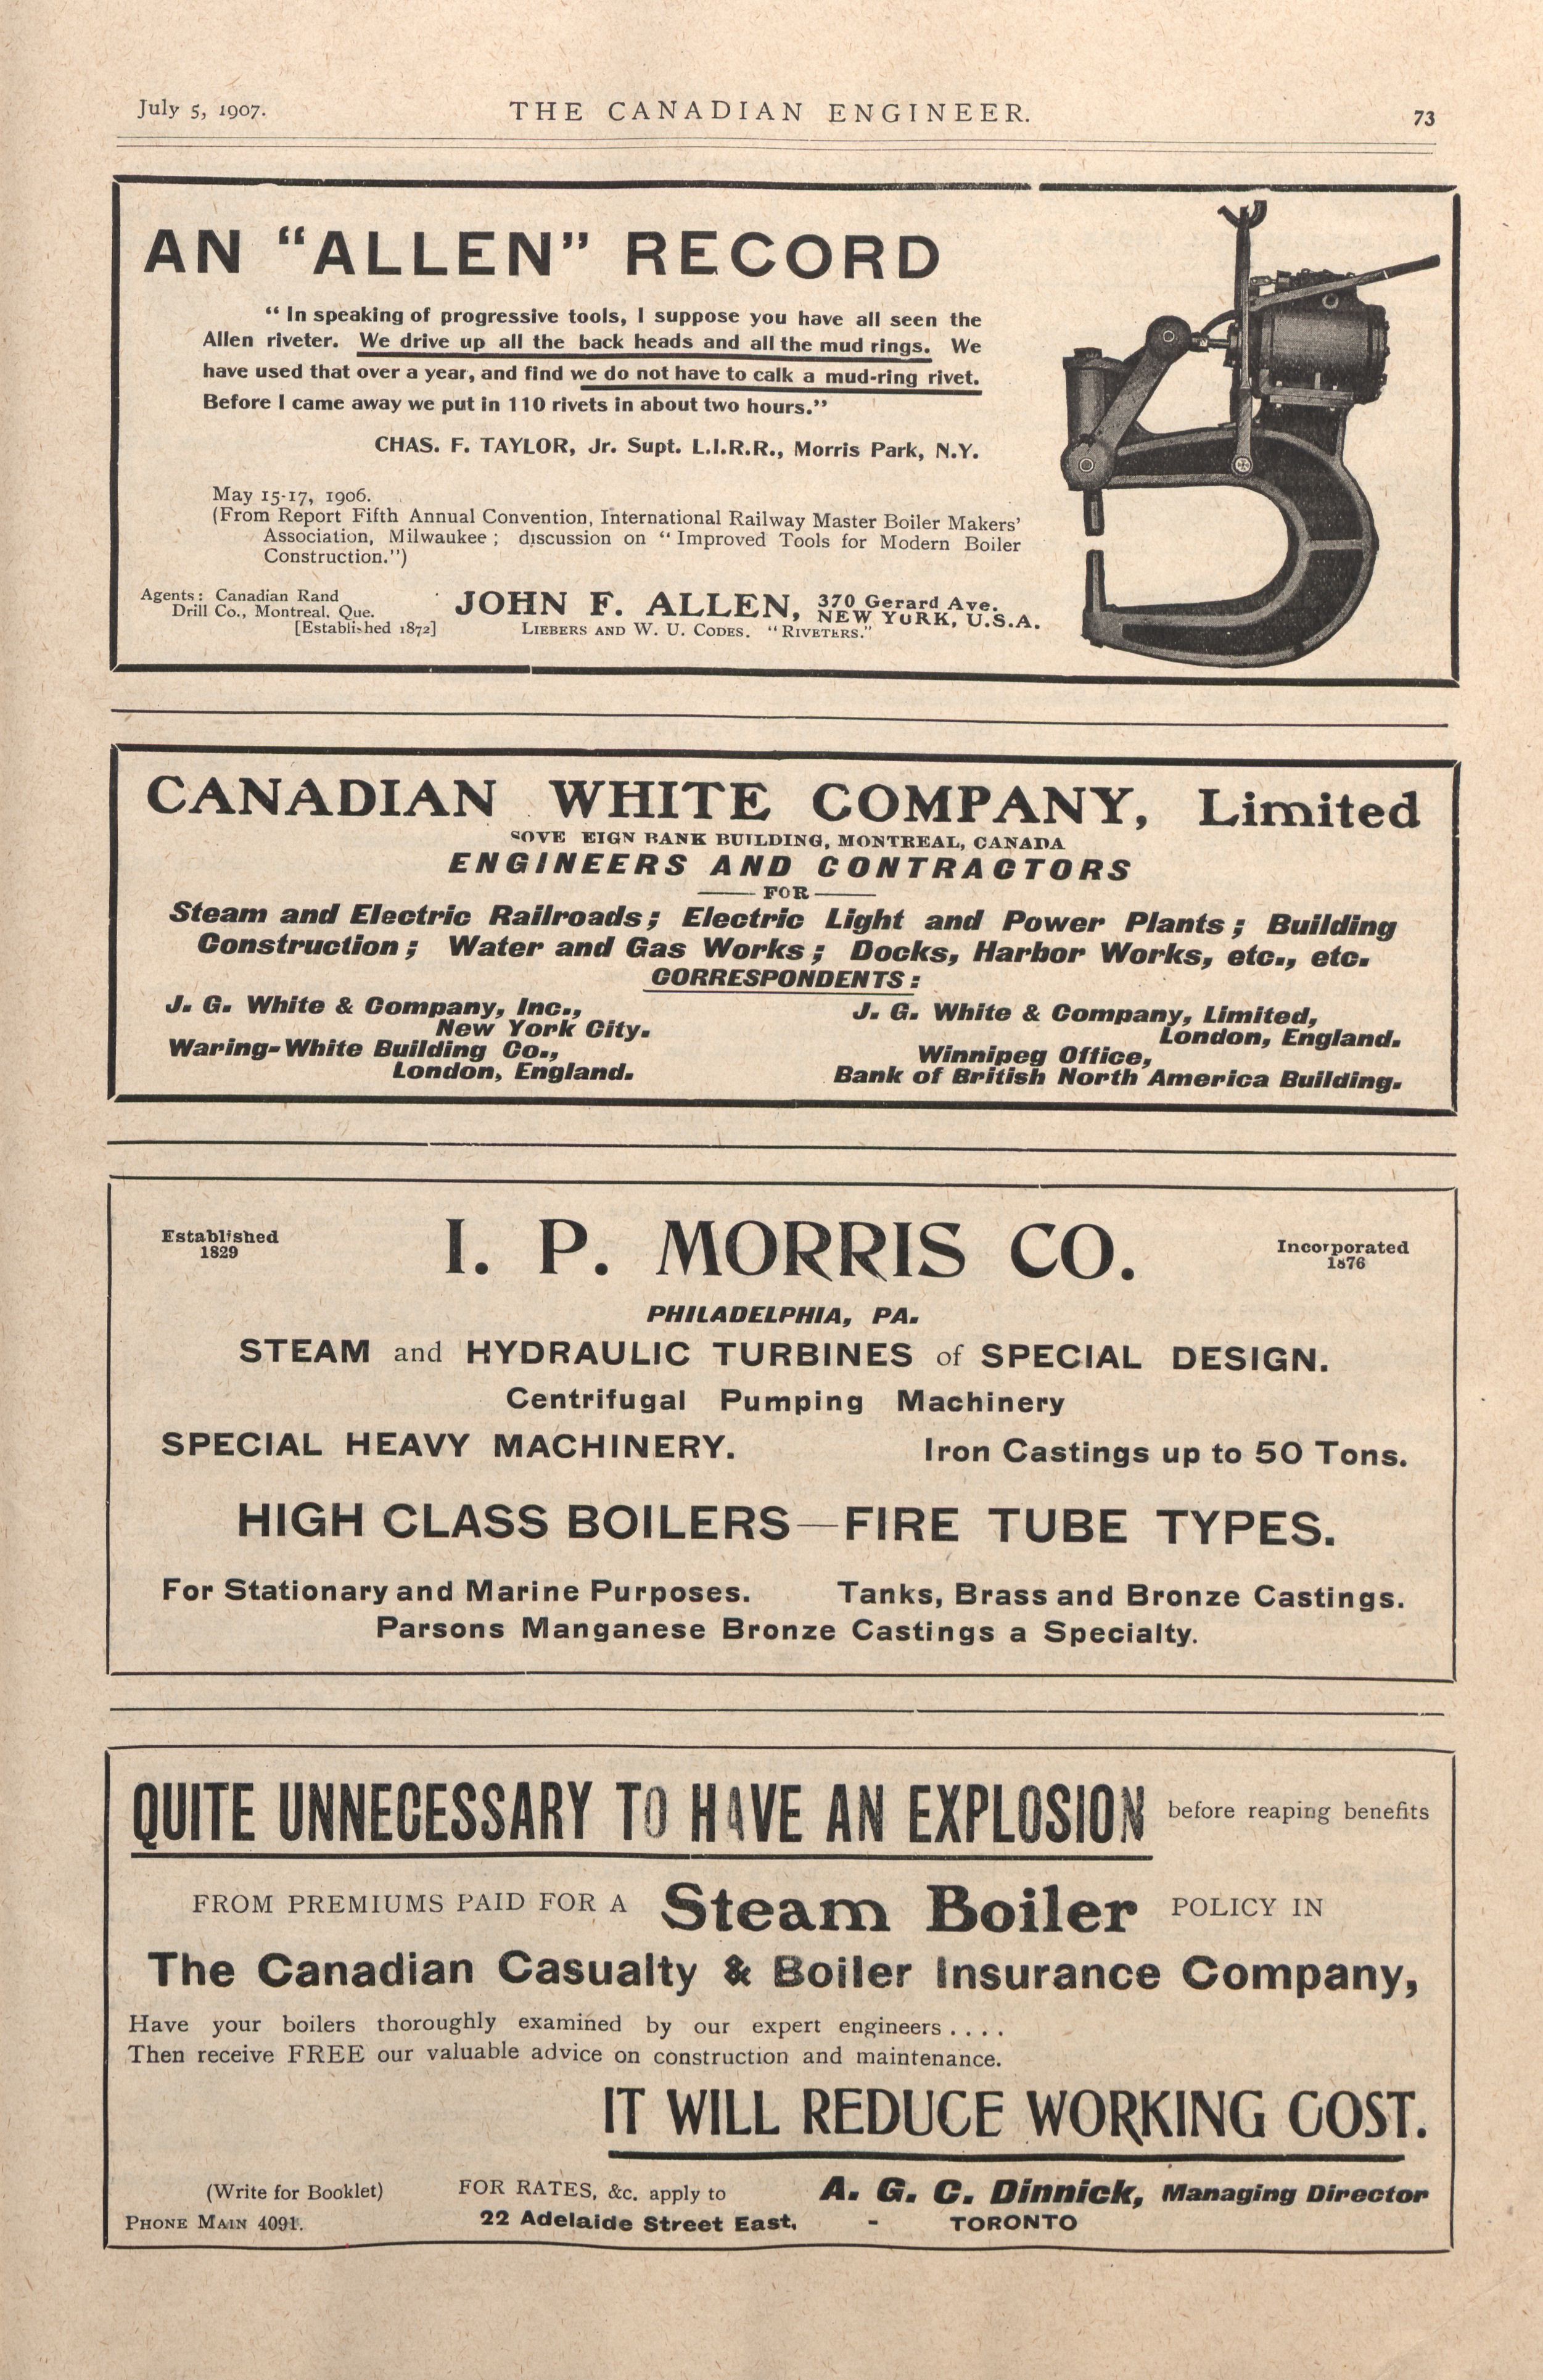 July 5, 1907.
THE CANADIAN ENGINEER.
73
AN “ALLEN” RECORD
“ In speaking of progressive tools, I suppose you have all seen the
Allen riveter. We drive up all the back heads and all the mud rings. We
have used that over a year, and find we do not have to calk a mud-ring rivet.
Before I came away we put in 110 rivets in about two hours.”
CHAS. F. TAYLOR, Jr. Supt. L.I.R.R., Morris Park, N.Y.
May 15-17, 1906.
(From Report Fifth Annual Convention, International Railway Master Boiler Makers’
Association, Milwaukee ; discussion on “ Improved Tools for Modern Boiler
Construction.”)
Agents : Canadian Rand
Drill Co., Montreal. Que.
[Established 1872]
JOHN F. ALLEN, 370 Gerard Ave.
NEW YORK, U.S.A.
LIEBERS AND W. U. CODES. “RIVETERS.”
CANADIAN WHITE COMPANY, Limited
SOVE EIGN BANK BUILDING, MONTREAL, CANADA
ENGINEERS AND CONTRACTORS
FOR
Steam and Electric Railroads ; Electric Light and Power Plants ; Building
Construction ; Water and Gas Works ; Docks, Harbor Works, etc., etc.
CORRESPONDENTS :
J. G. White & Company, Inc.,
New York City.
Waring-White Building Co.,
London, England.
J. G. White & Company, Limited,
London, England.
Winnipeg Office,
Bank of British North America Building.
Established
1829
I. P. MORRIS CO.
Incorporated
1876
PHILADELPHIA, PA.
STEAM and HYDRAULIC TURBINES of SPECIAL DESIGN.
Centrifugal Pumping Machinery
SPECIAL HEAVY MACHINERY. Iron Castings up to 50 Tons.
HIGH CLASS BOILERS—FIRE TUBE TYPES.
For Stationary and Marine Purposes. Tanks, Brass and Bronze Castings.
Parsons Manganese Bronze Castings a Specialty.
QUITE UNNECESSARY TO HAVE AN EXPLOSION before reaping benefits
FROM PREMIUMS PAID FOR A Steam Boiler POLICY IN
The Canadian Casualty & Boiler Insurance Company,
Have your boilers thoroughly examined by our expert engineers . . . .
Then receive FREE our valuable advice on construction and maintenance.
IT WILL REDUCE WORKING COST.
(Write for Booklet) FOR RATES, &c. apply to A. G. C. Dinnick, Managing Director
PHONE MAIN 4091. 22 Adelaide Street East, - TORONTO